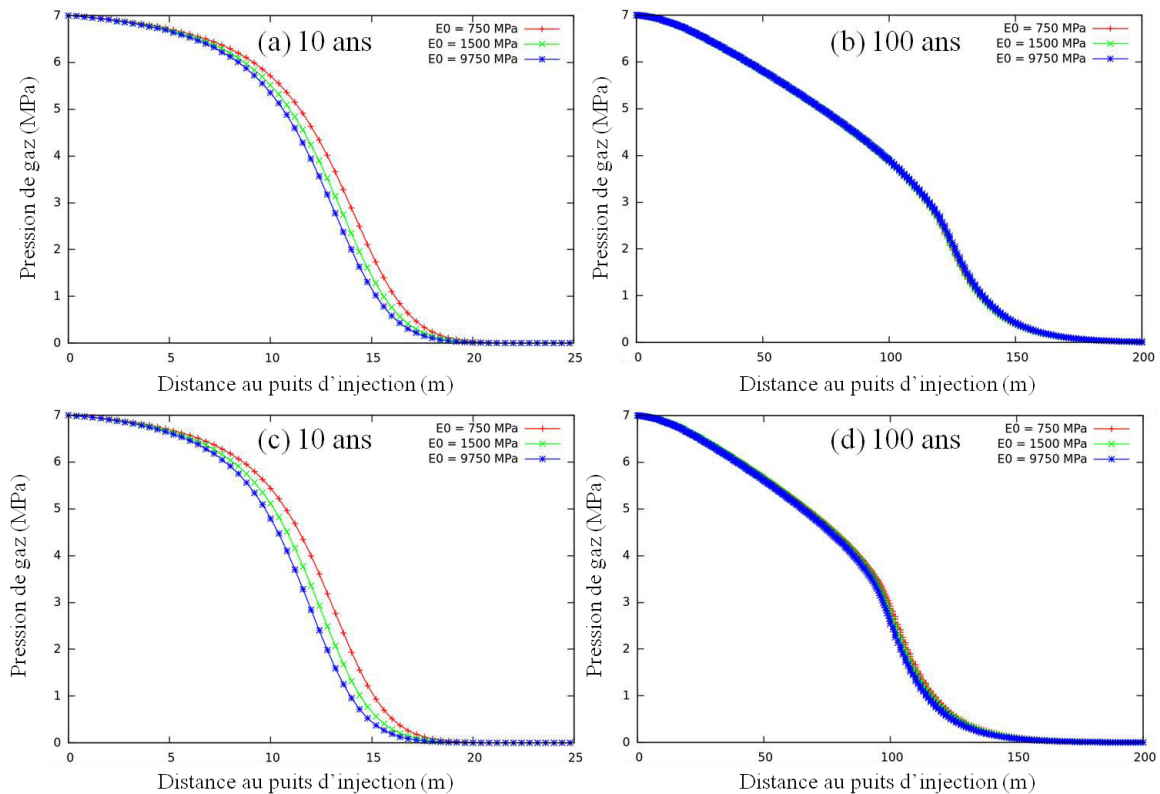 (a) 10 ans
E0 = 750 MPa
E0 = 1500 MPa
E0 = 9750 MPa
Pression de gaz (MPa)
7
6
5
4
3
2
1
0
0 5 10 15 20 25
Distance au puits d'injection (m)
(b) 100 ans
E0 = 750 MPa
E0 = 1500 MPa
E0 = 9750 MPa
Pression de gaz (MPa)
7
6
5
4
3
2
1
0
0 50 100 150 200
Distance au puits d'injection (m)
(c) 10 ans
E0 = 750 MPa
E0 = 1500 MPa
E0 = 9750 MPa
Pression de gaz (MPa)
7
6
5
4
3
2
1
0
0 5 10 15 20 25
Distance au puits d'injection (m)
(d) 100 ans
E0 = 750 MPa
E0 = 1500 MPa
E0 = 9750 MPa
Pression de gaz (MPa)
7
6
5
4
3
2
1
0
0 50 100 150 200
Distance au puits d'injection (m)